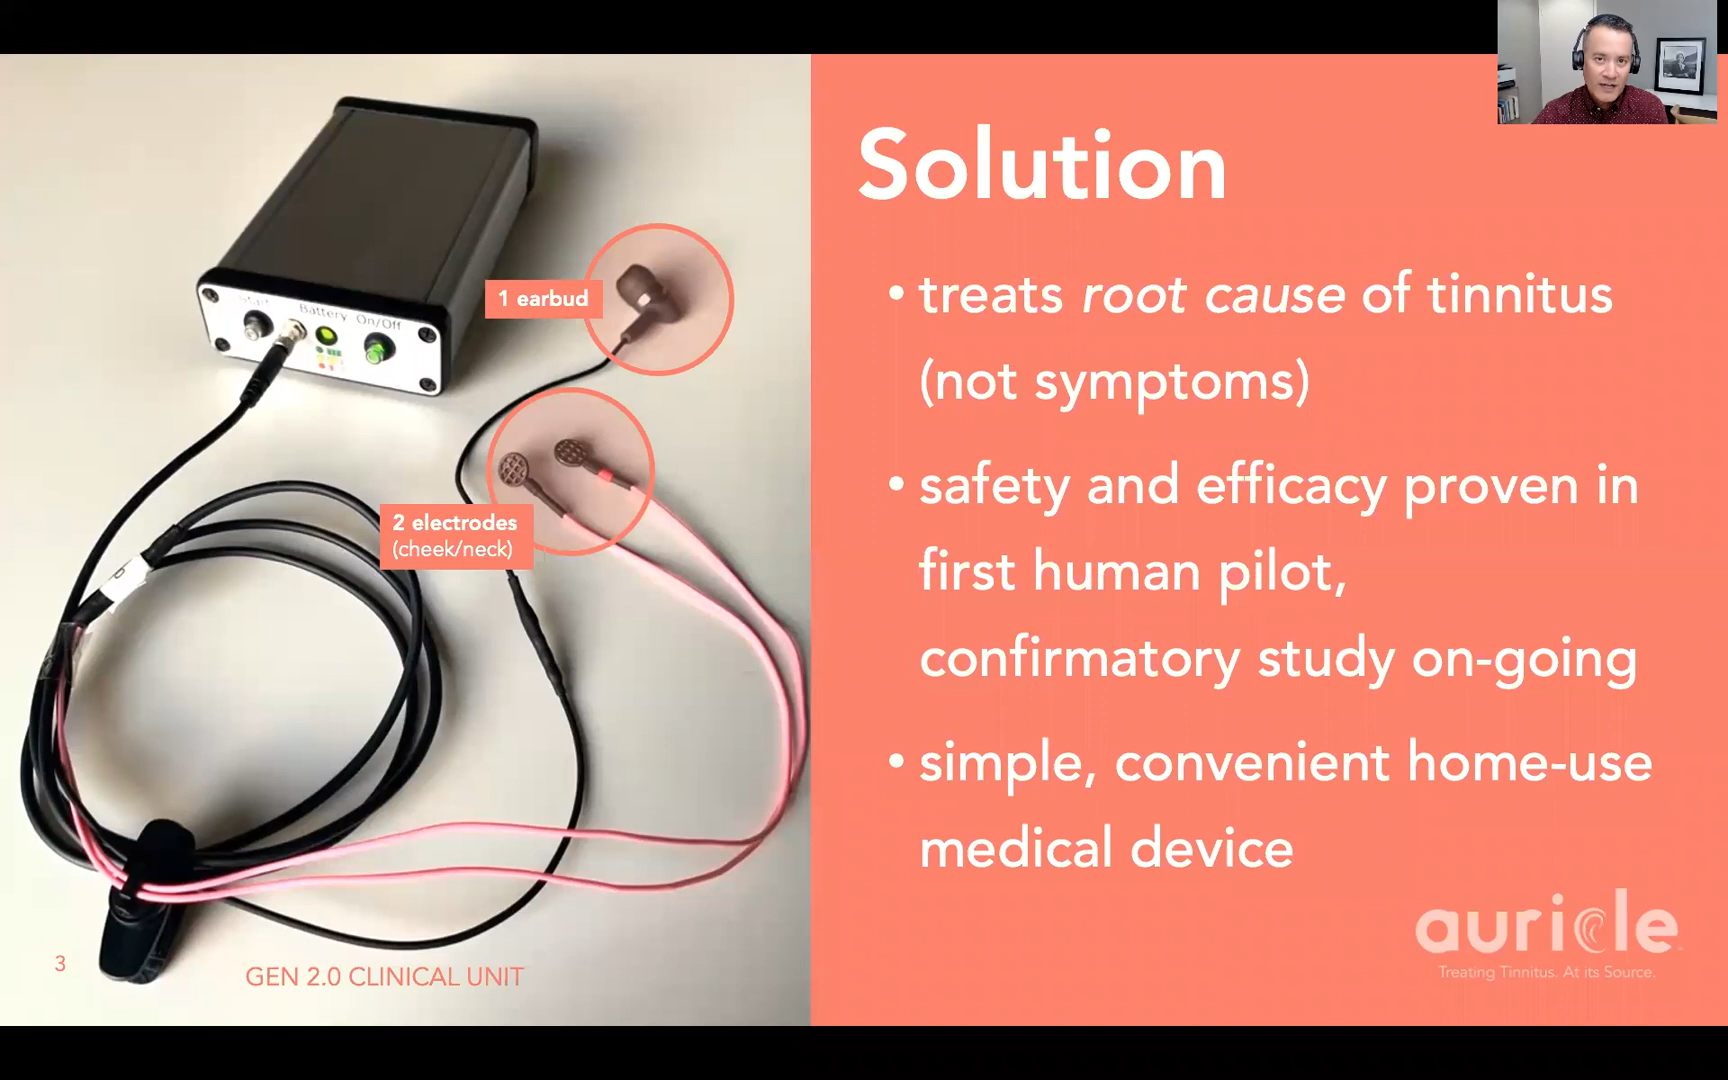 Solution
• treats root cause of tinnitus
(not symptoms)
• safety and efficacy proven in
first human pilot,
confirmatory study on-going
• simple, convenient home-use
medical device
1 earbud
2 electrodes
(cheek/neck)
Start
Battery
On/Off
3
GEN 2.0 CLINICAL UNIT
auricle
Treating Tinnitus. At its Source.